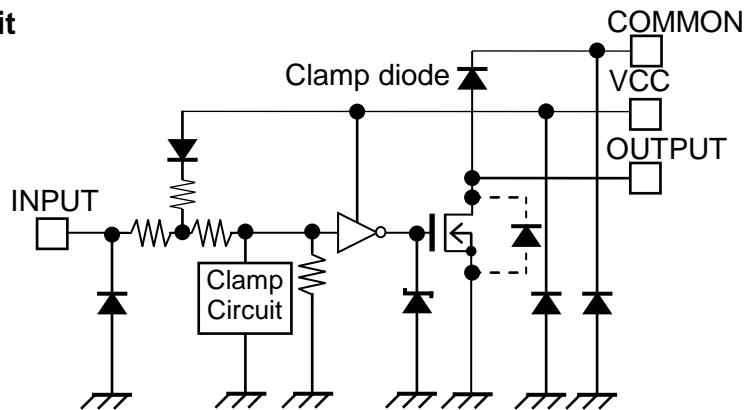 it
COMMON
Clamp diode
VCC
OUTPUT
INPUT
Clamp
Circuit